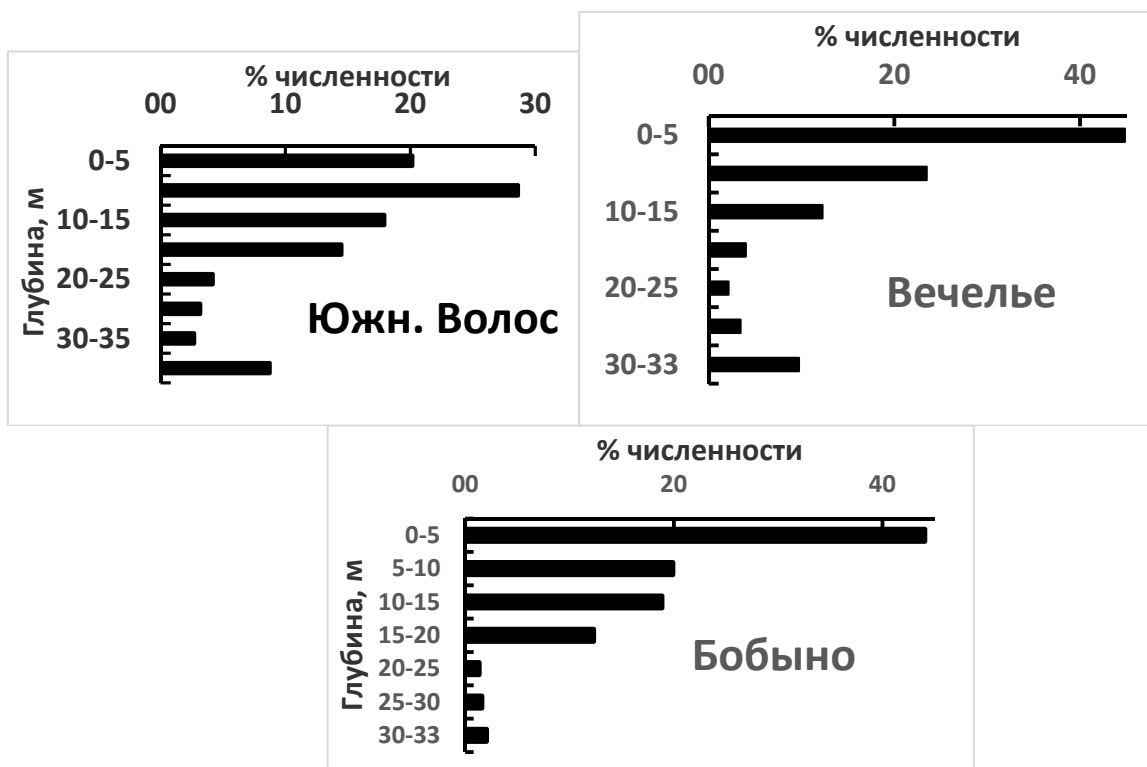 % численности
00 10 20 30
0-5
10-15
20-25
30-35
Глубина, м
Южн. Волос
% численности
00 20 40
0-5
10-15
20-25
30-33
Вечелье
% численности
00 20 40
0-5
5-10
10-15
15-20
20-25
25-30
30-33
Глубина, м
Бобыно